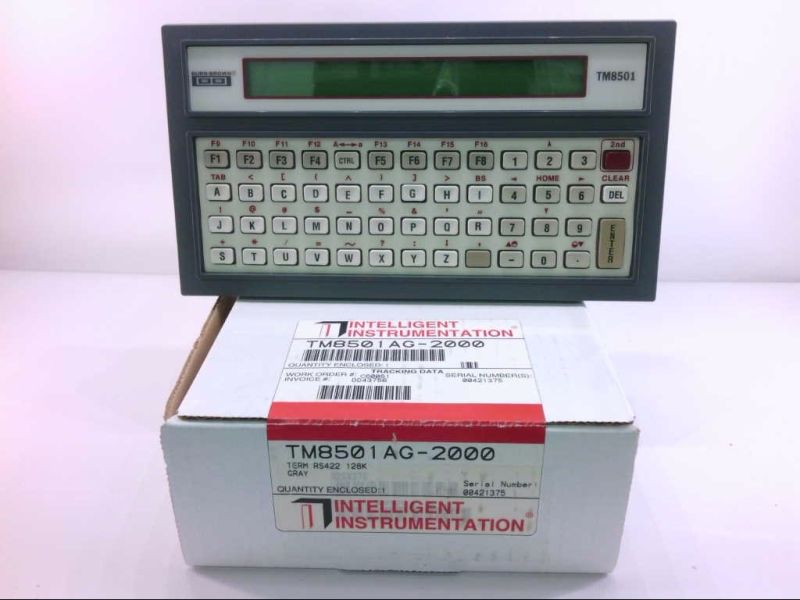 BURR-BROWN®
BB
TM8501
F9 F10 F11 F12 A↔a F13 F14 F15 F16 ▲ 2nd
F1 F2 F3 F4 CTRL F5 F6 F7 F8 1 2 3
TAB < [ ( ^ ) ] > BS ◄ HOME ► CLEAR
A B C D E F G H I 4 5 6 DEL
! @ # $ _ % & ' " ▼
J K L M N O P Q R 7 8 9 ENTER
+ * / = ~ ? : ; ,
S T U V W X Y Z - 0 .
INTELLIGENT
INSTRUMENTATION®
TM8501AG-2000
QUANTITY ENCLOSED: 1
TRACKING DATA
WORK ORDER #: C60051 SERIAL NUMBER(S):
INVOICE #: DD43756 00421375
TM8501AG-2000
TERM RS422 128K
GRAY
Serial Number:
QUANTITY ENCLOSED:1 00421375
INTELLIGENT
INSTRUMENTATION®